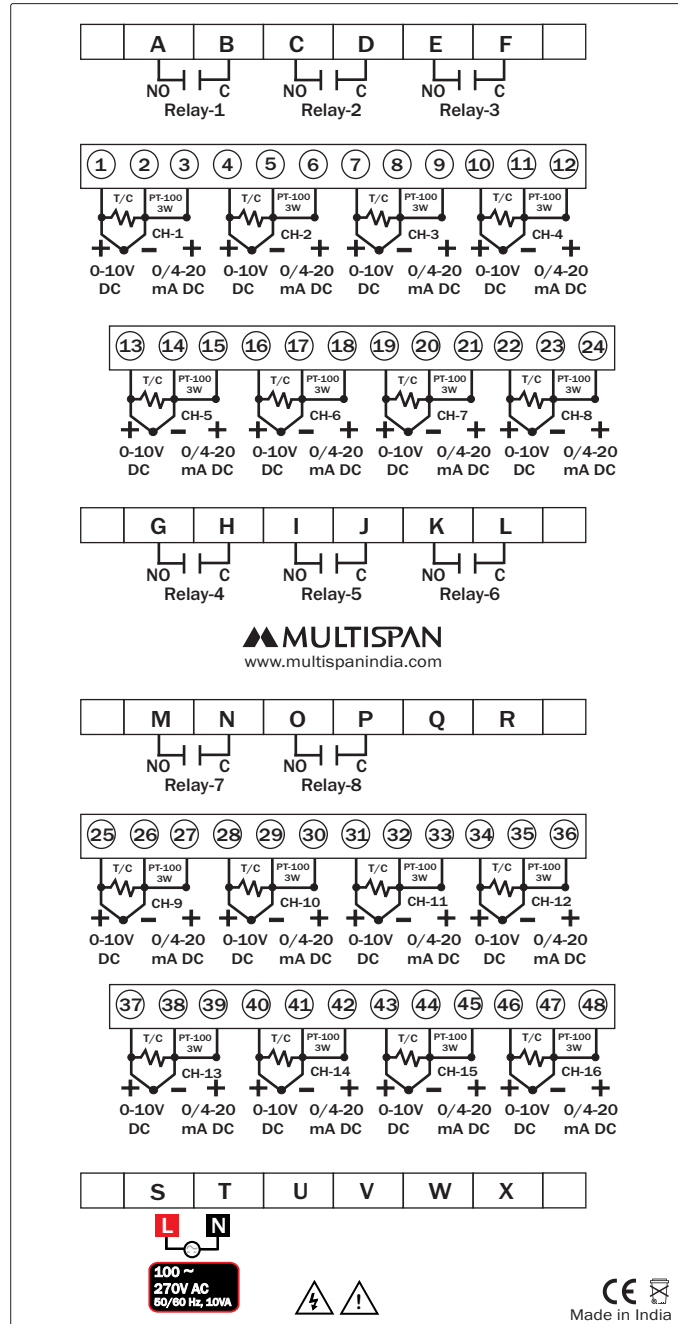 A B C D E F
NO C NO C NO C
Relay-1 Relay-2 Relay-3
1 2 3 4 5 6 7 8 9 10 11 12
T/C PT-100 T/C PT-100 T/C PT-100 T/C PT-100
3W 3W 3W 3W
CH-1 CH-2 CH-3 CH-4
+ − + + − + + − + + − +
0-10V 0/4-20 0-10V 0/4-20 0-10V 0/4-20 0-10V 0/4-20
DC mA DC DC mA DC DC mA DC DC mA DC
13 14 15 16 17 18 19 20 21 22 23 24
T/C PT-100 T/C PT-100 T/C PT-100 T/C PT-100
3W 3W 3W 3W
CH-5 CH-6 CH-7 CH-8
+ − + + − + + − + + − +
0-10V 0/4-20 0-10V 0/4-20 0-10V 0/4-20 0-10V 0/4-20
DC mA DC DC mA DC DC mA DC DC mA DC
G H I J K L
NO C NO C NO C
Relay-4 Relay-5 Relay-6
MULTISPAN
www.multispanindia.com
M N O P Q R
NO C NO C
Relay-7 Relay-8
25 26 27 28 29 30 31 32 33 34 35 36
T/C PT-100 T/C PT-100 T/C PT-100 T/C PT-100
3W 3W 3W 3W
CH-9 CH-10 CH-11 CH-12
+ − + + − + + − + + − +
0-10V 0/4-20 0-10V 0/4-20 0-10V 0/4-20 0-10V 0/4-20
DC mA DC DC mA DC DC mA DC DC mA DC
37 38 39 40 41 42 43 44 45 46 47 48
T/C PT-100 T/C PT-100 T/C PT-100 T/C PT-100
3W 3W 3W 3W
CH-13 CH-14 CH-15 CH-16
+ − + + − + + − + + − +
0-10V 0/4-20 0-10V 0/4-20 0-10V 0/4-20 0-10V 0/4-20
DC mA DC DC mA DC DC mA DC DC mA DC
S T U V W X
L N
100 ~
270V AC
50/60 Hz, 10VA
CE
Made in India